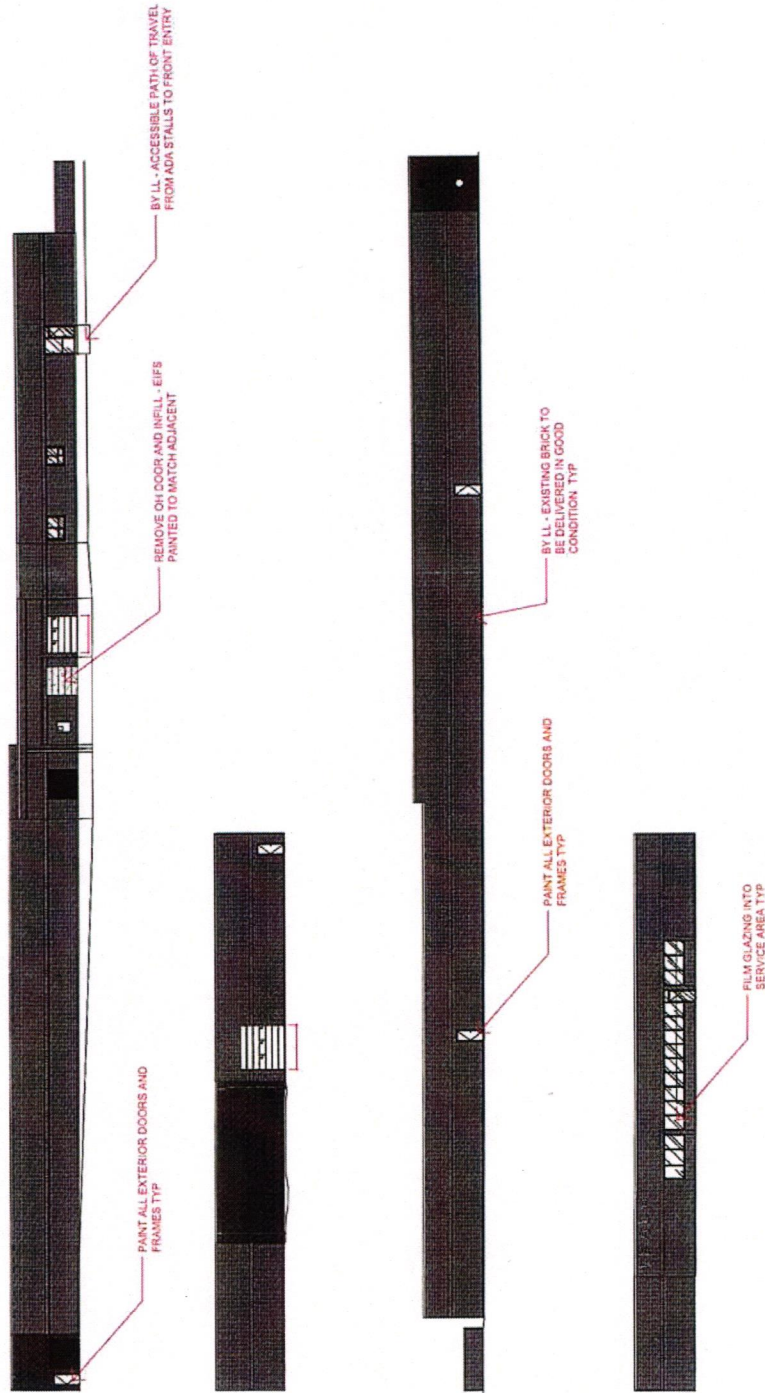 BY LL - ACCESSIBLE PATH OF TRAVEL
FROM ADA STALLS TO FRONT ENTRY
REMOVE OH DOOR AND INFILL - EIFS
PAINTED TO MATCH ADJACENT
PAINT ALL EXTERIOR DOORS AND
FRAMES TYP
BY LL - EXISTING BRICK TO
BE DELIVERED IN GOOD
CONDITION TYP
PAINT ALL EXTERIOR DOORS AND
FRAMES TYP
FILM GLAZING INTO
SERVICE AREA TYP